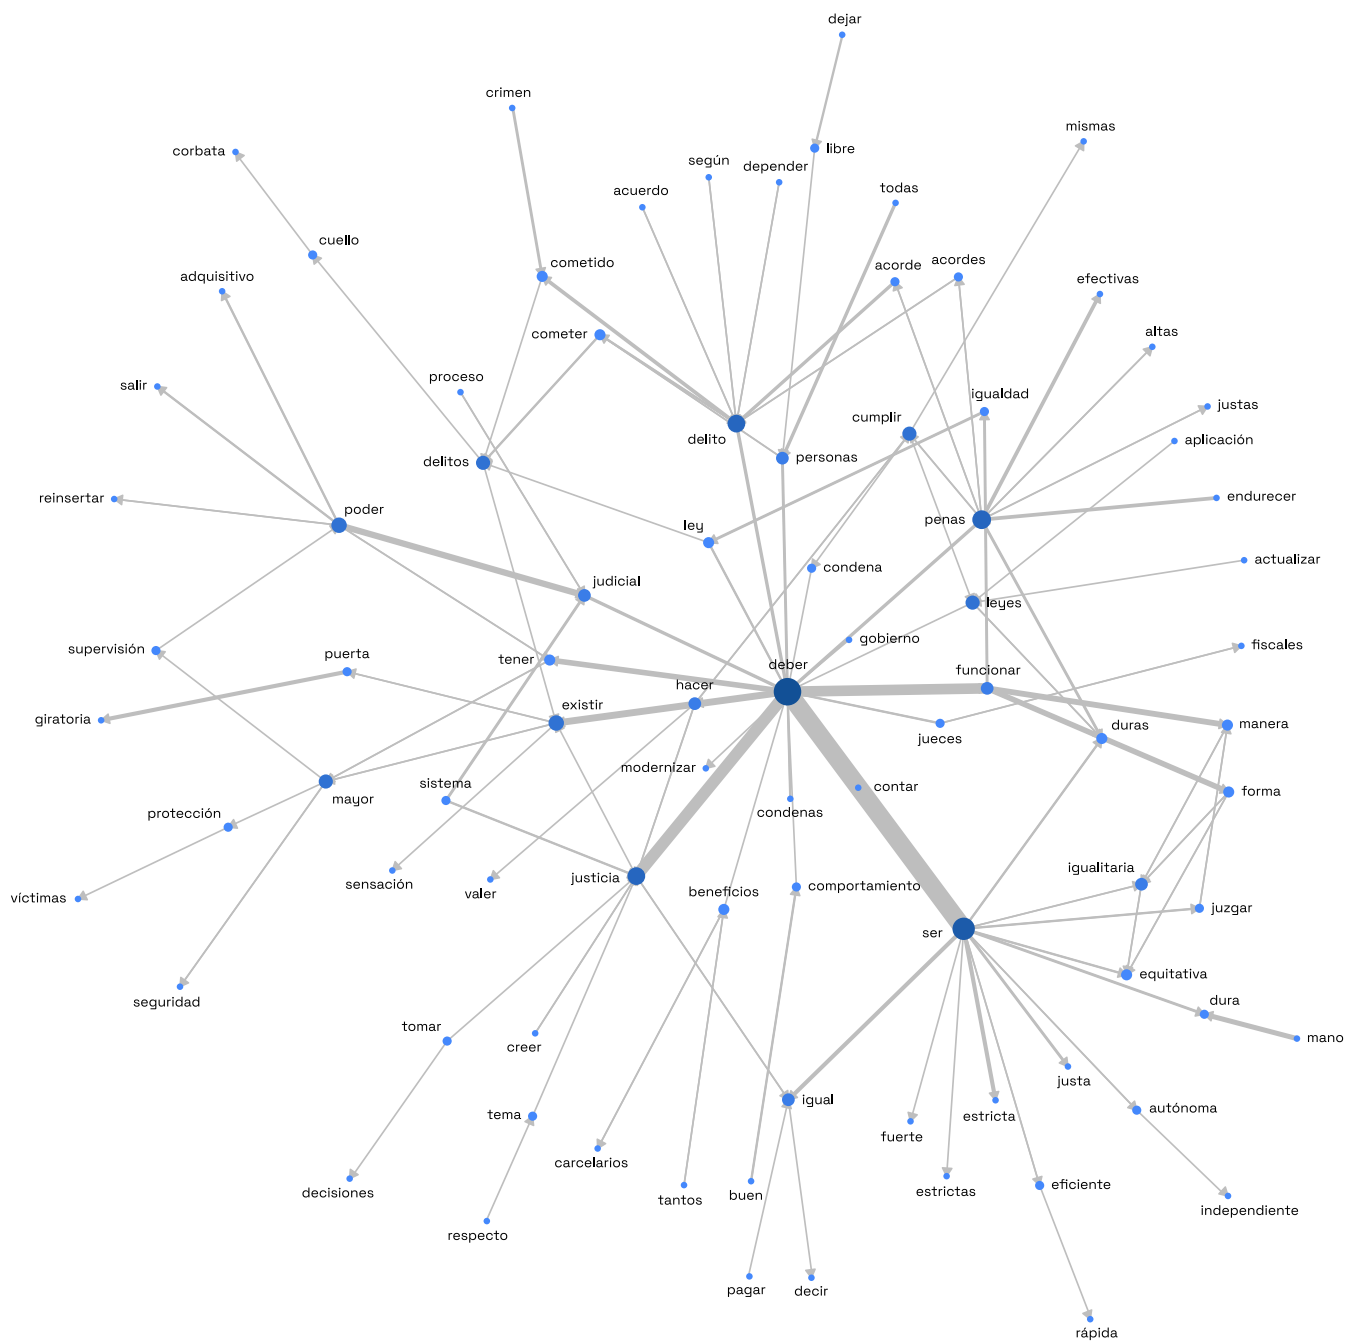 dejar
crimen
mismas
corbata
libre
según
depender
todas
acuerdo
cuello
cometido
acorde
acordes
adquisitivo
efectivas
cometer
altas
proceso
salir
igualdad
cumplir
justas
delito
aplicación
delitos
personas
reinsertar
endurecer
poder
penas
ley
condena
actualizar
judicial
leyes
gobierno
fiscales
supervisión
puerta
tener
deber
funcionar
hacer
giratoria
existir
manera
jueces
duras
modernizar
mayor
sistema
contar
forma
protección
condenas
igualitaria
víctimas
sensación
valer
justicia
beneficios
comportamiento
juzgar
ser
equitativa
seguridad
dura
tomar
creer
mano
justa
tema
igual
estricta
autónoma
fuerte
carcelarios
decisiones
tantos
buen
estrictas
eficiente
independiente
respecto
pagar
decir
rápida